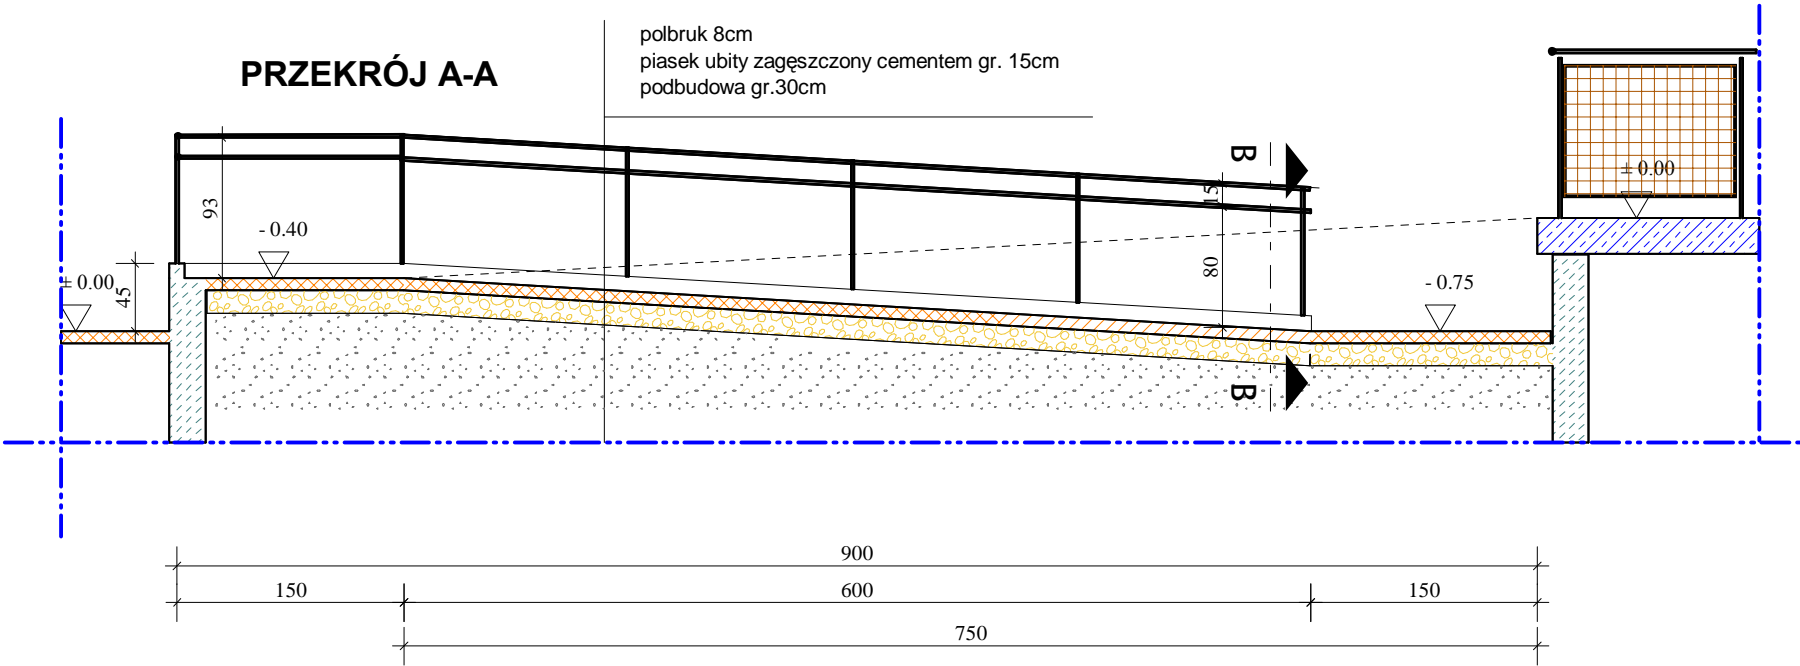 polbruk 8cm
PRZEKRÓJ A-A
piasek ubity zagęszczony cementem gr. 15cm
podbudowa gr.30cm
B
± 0.00
15
93
- 0.40
80
± 0.00
45
- 0.75
B
900
150
600
150
750